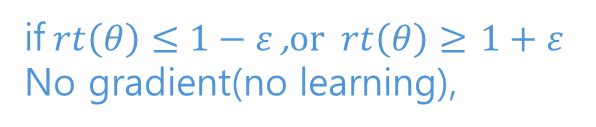 if rt(θ) ≤ 1 − ε ,or rt(θ) ≥ 1 + ε
No gradient(no learning),